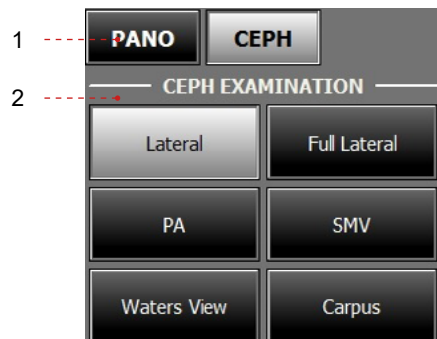 1 PANO CEPH
2 CEPH EXAMINATION
Lateral Full Lateral
PA SMV
Waters View Carpus